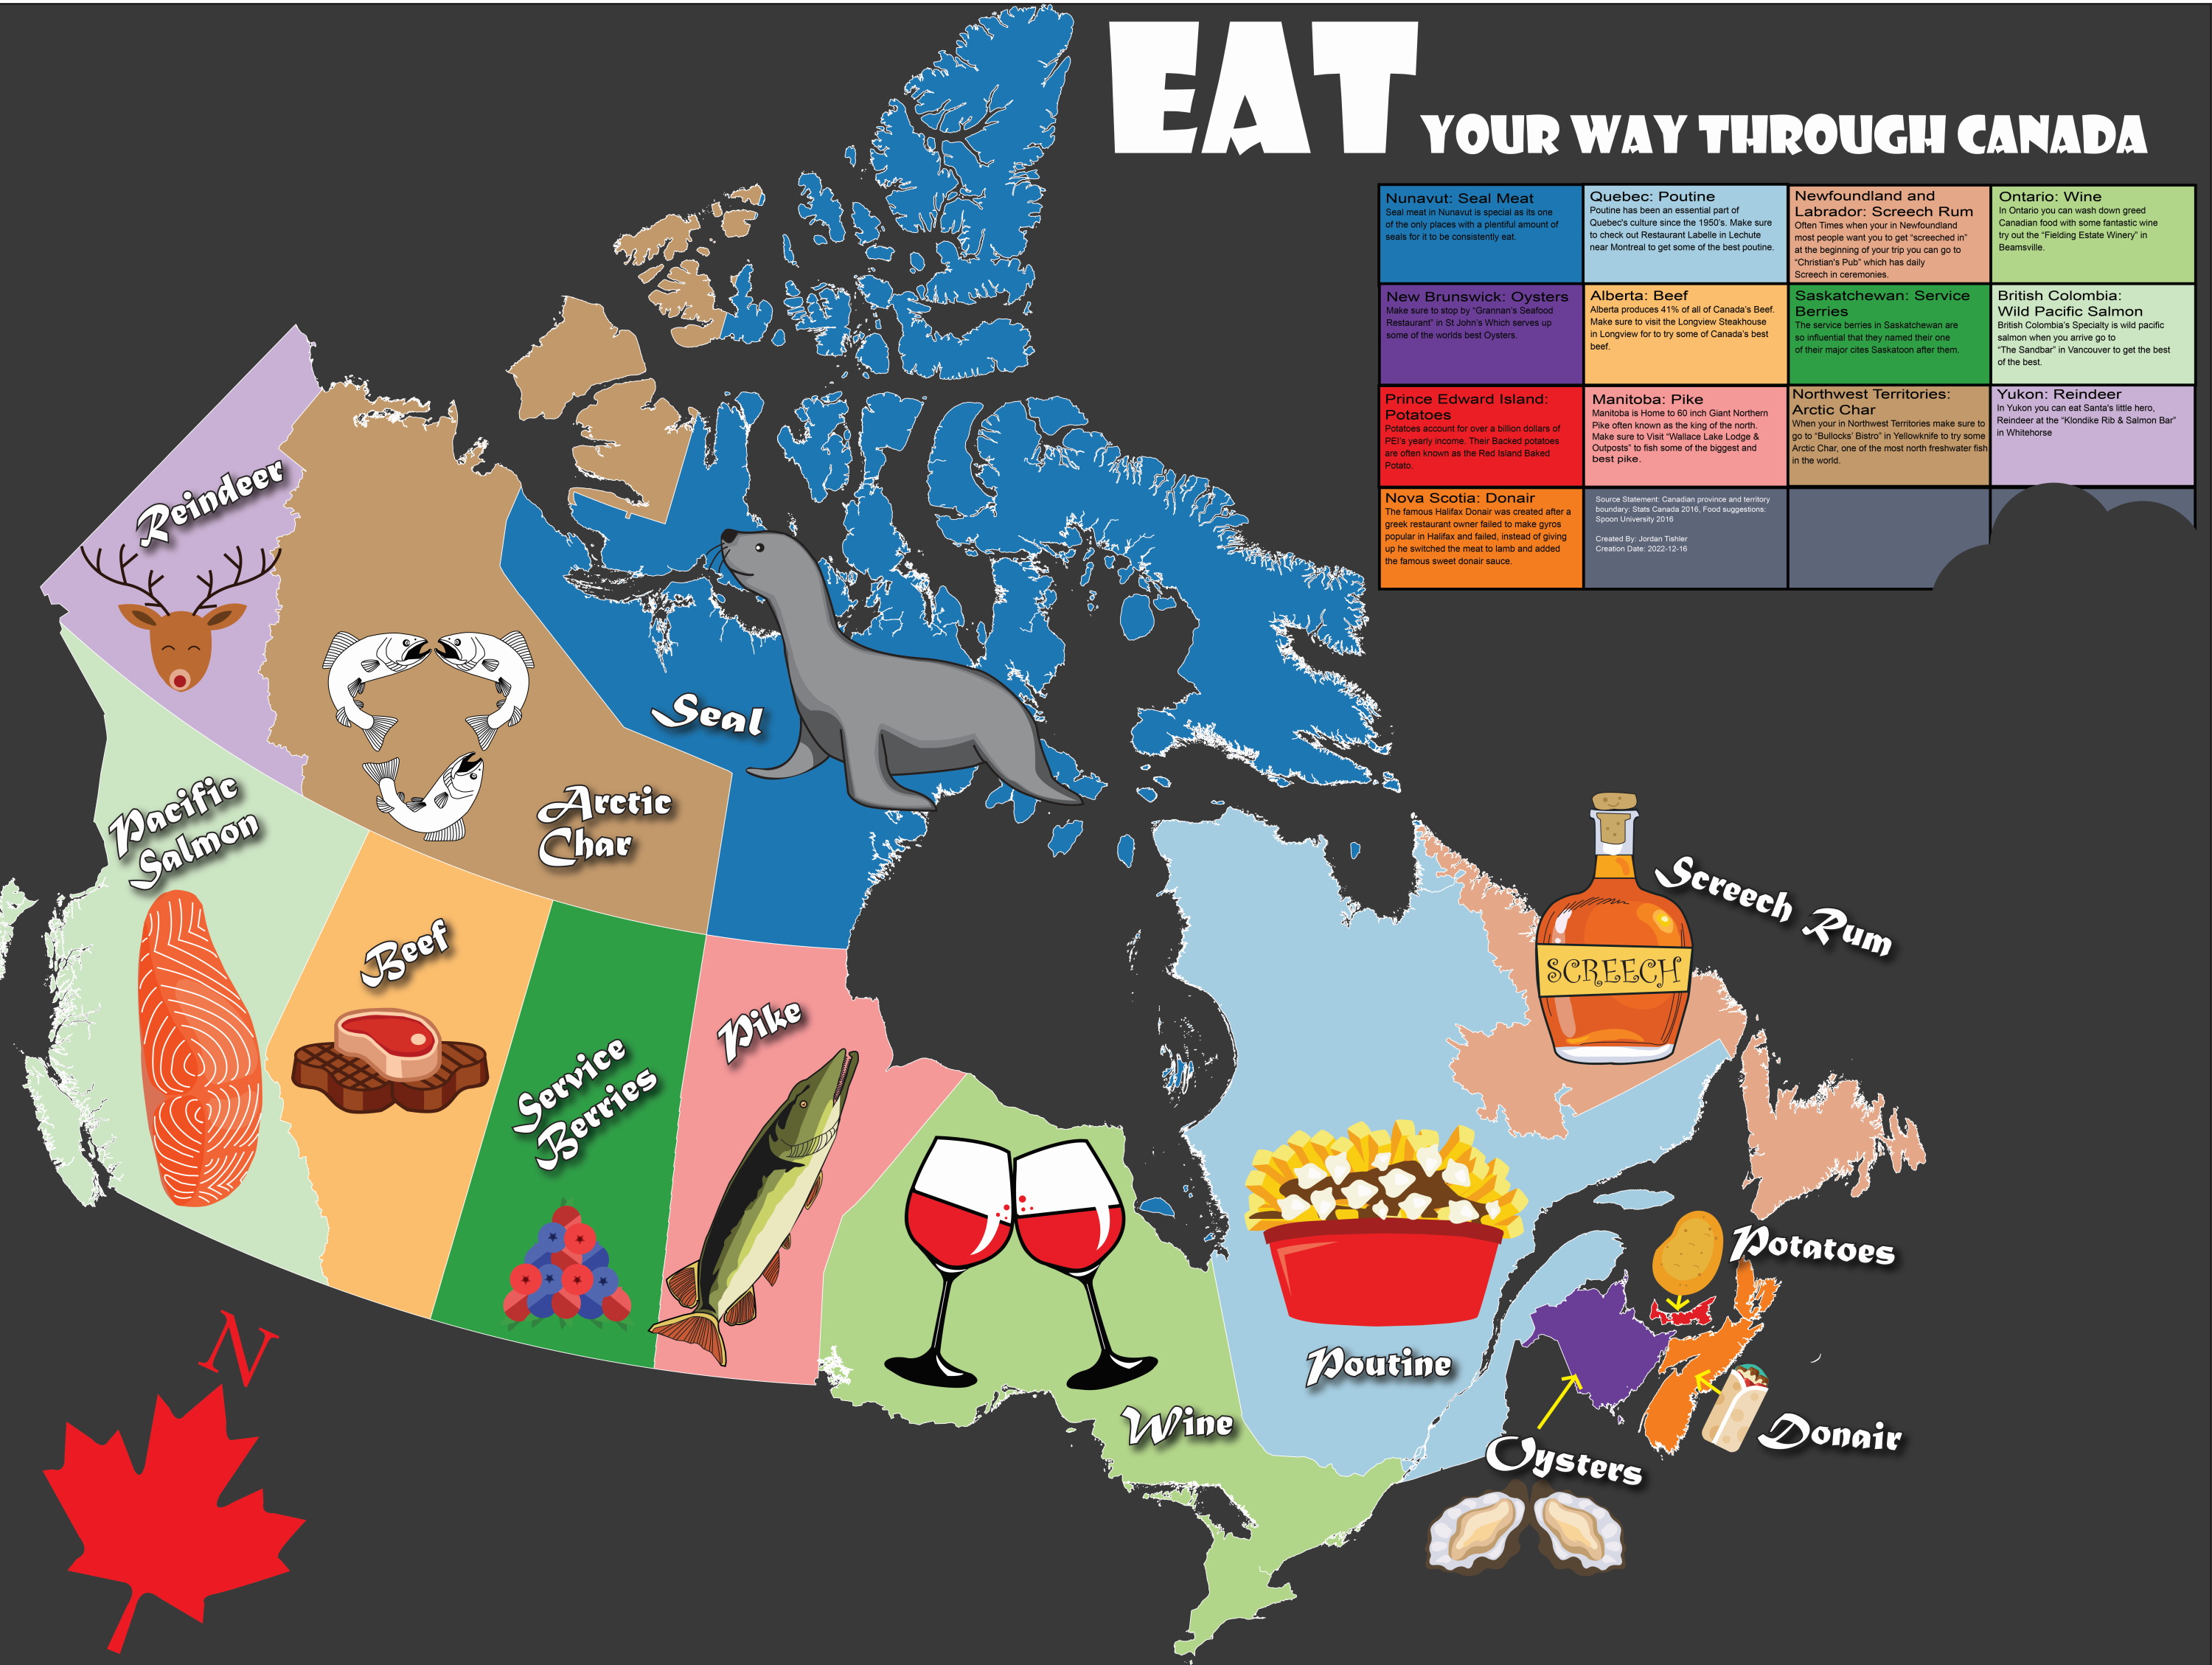 EAT YOUR WAY THROUGH CANADA
Nunavut: Seal Meat
Seal meat in Nunavut is special as its one
of the only places with a plentiful amount of
seals for it to be consistently eat.
Quebec: Poutine
Poutine has been an essential part of
Quebec's culture since the 1950's. Make sure
to check out Restaurant Labelle in Lechute
near Montreal to get some of the best poutine.
Newfoundland and
Labrador: Screech Rum
Often Times when your in Newfoundland
most people want you to get "screeched in"
at the beginning of your trip you can go to
"Christian's Pub" which has daily
Screech in ceremonies.
Ontario: Wine
In Ontario you can wash down greed
Canadian food with some fantastic wine
try out the "Fielding Estate Winery" in
Beamsville.
New Brunswick: Oysters
Make sure to stop by "Grannan's Seafood
Restaurant" in St John's Which serves up
some of the worlds best Oysters.
Alberta: Beef
Alberta produces 41% of all of Canada's Beef.
Make sure to visit the Longview Steakhouse
in Longview for to try some of Canada's best
beef.
Saskatchewan: Service
Berries
The service berries in Saskatchewan are
so influential that they named their one
of their major cites Saskatoon after them.
British Colombia:
Wild Pacific Salmon
British Colombia's Specialty is wild pacific
salmon when you arrive go to
"The Sandbar" in Vancouver to get the best
of the best.
Prince Edward Island:
Potatoes
Potatoes account for over a billion dollars of
PEI's yearly income. Their Backed potatoes
are often known as the Red Island Baked
Potato.
Manitoba: Pike
Manitoba is Home to 60 inch Giant Northern
Pike often known as the king of the north.
Make sure to Visit "Wallace Lake Lodge &
Outposts" to fish some of the biggest and
best pike.
Northwest Territories:
Arctic Char
When your in Northwest Territories make sure to
go to "Bullocks' Bistro" in Yellowknife to try some
Arctic Char, one of the most north freshwater fish
in the world.
Yukon: Reindeer
In Yukon you can eat Santa's little hero,
Reindeer at the "Klondike Rib & Salmon Bar"
in Whitehorse
Nova Scotia: Donair
The famous Halifax Donair was created after a
greek restaurant owner failed to make gyros
popular in Halifax and failed, instead of giving
up he switched the meat to lamb and added
the famous sweet donair sauce.
Source Statement: Canadian province and territory
boundary: Stats Canada 2016, Food suggestions:
Spoon University 2016
Created By: Jordan Tishler
Creation Date: 2022-12-16
Reindeer
Seal
Pacific
Salmon
Arctic
Char
Screech Rum
SCREECH
Beef
Pike
Service
Berries
Potatoes
Poutine
Wine
Donair
Oysters
N